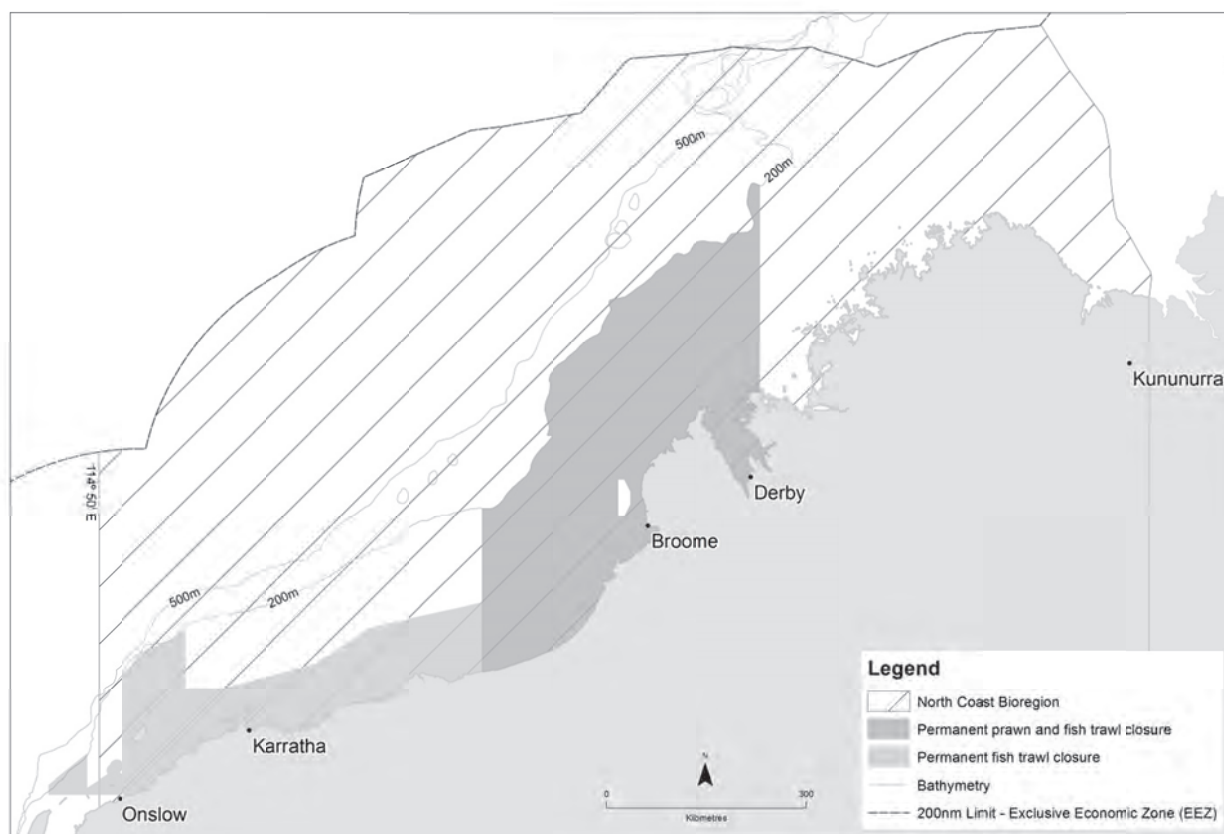 500m
200m
Kununurra
114° 50' E
Derby
Broome
500m
200m
Karratha
Onslow
N
0 300
Kilometres
Legend
North Coast Bioregion
Permanent prawn and fish trawl closure
Permanent fish trawl closure
Bathymetry
200nm Limit - Exclusive Economic Zone (EEZ)